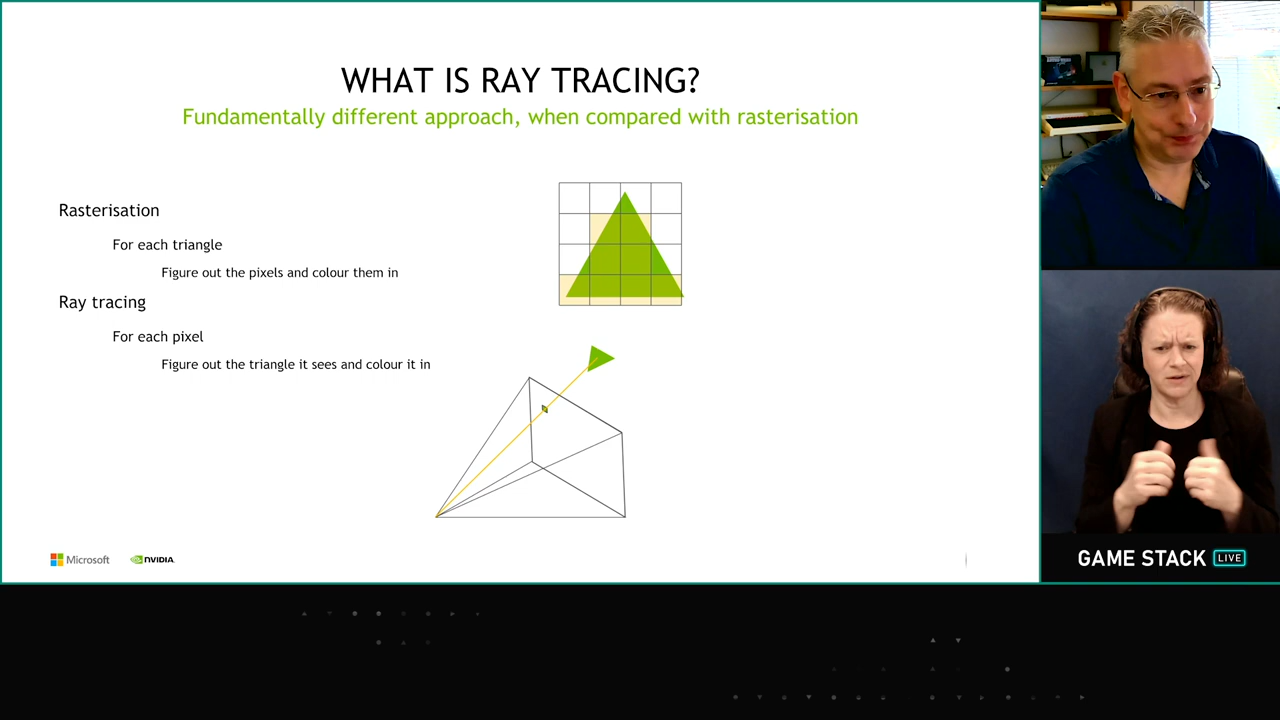 WHAT IS RAY TRACING?
Fundamentally different approach, when compared with rasterisation
Rasterisation
For each triangle
Figure out the pixels and colour them in
Ray tracing
For each pixel
Figure out the triangle it sees and colour it in
Microsoft
NVIDIA
GAME STACK LIVE